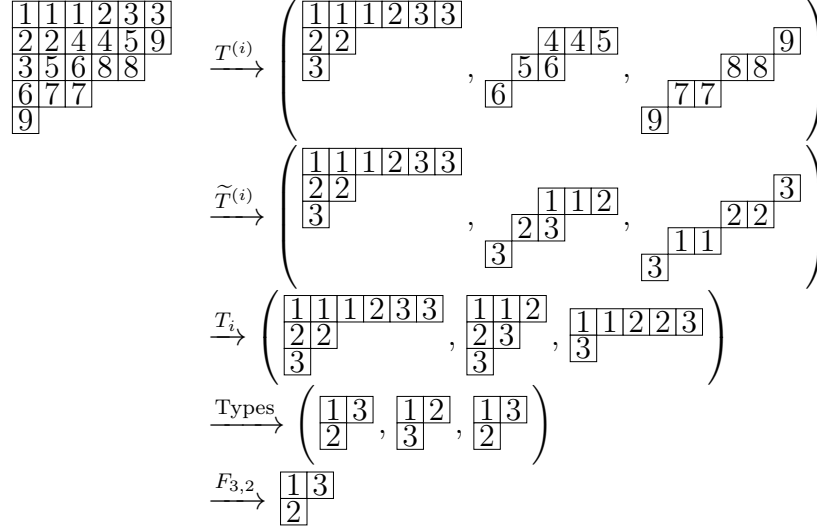 1 1 1 2 3 3
2 2 4 4 5 9
3 5 6 8 8
6 7 7
9
T^{(i)} → ( 1 1 1 2 3 3 / 2 2 / 3 , 4 4 5 / 5 6 / 6 , 9 / 8 8 / 7 7 / 9 )
\widetilde{T}^{(i)} → ( 1 1 1 2 3 3 / 2 2 / 3 , 1 1 2 / 2 3 / 3 , 3 / 2 2 / 1 1 / 3 )
T_i → ( 1 1 1 2 3 3 / 2 2 / 3 , 1 1 2 / 2 3 / 3 , 1 1 2 2 3 / 3 )
Types → ( 1 3 / 2 , 1 2 / 3 , 1 3 / 2 )
F_{3,2} → 1 3 / 2